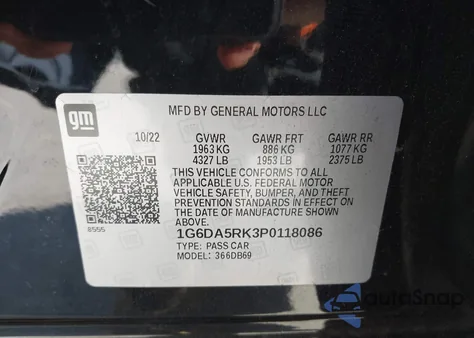 gm
MFD BY GENERAL MOTORS LLC
10/22 GVWR GAWR FRT GAWR RR
1963 KG 886 KG 1077 KG
4327 LB 1953 LB 2375 LB
THIS VEHICLE CONFORMS TO ALL
APPLICABLE U.S. FEDERAL MOTOR
VEHICLE SAFETY, BUMPER, AND THEFT
PREVENTION STANDARDS IN EFFECT ON
THE DATE OF MANUFACTURE SHOWN
ABOVE.
8555
1G6DA5RK3P0118086
TYPE: PASS CAR
MODEL: 366DB69
AutoSnap